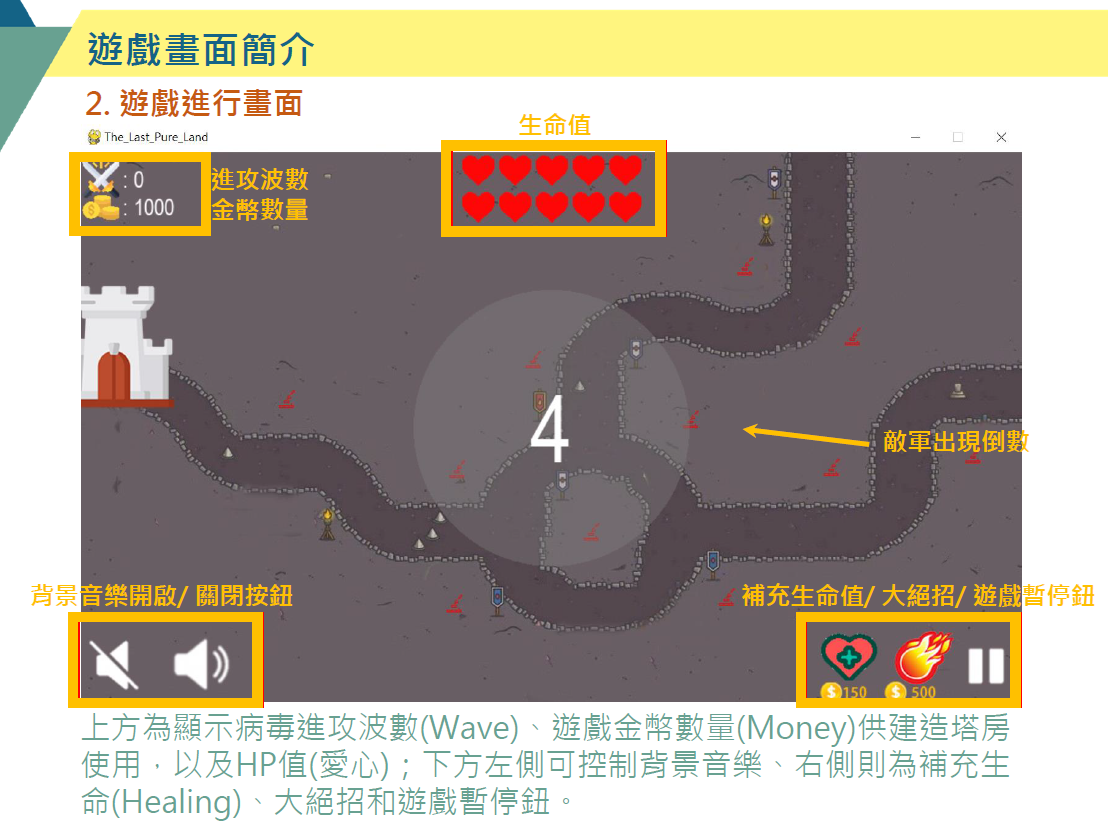 遊戲畫面簡介
2. 遊戲進行畫面
The_Last_Pure_Land
生命值
: 0
進攻波數
: 1000
金幣數量
4
敵軍出現倒數
背景音樂開啟/ 關閉按鈕
補充生命值/ 大絕招/ 遊戲暫停鈕
150
500
上方為顯示病毒進攻波數(Wave)、遊戲金幣數量(Money)供建造塔房
使用，以及HP值(愛心)；下方左側可控制背景音樂、右側則為補充生
命(Healing)、大絕招和遊戲暫停鈕。